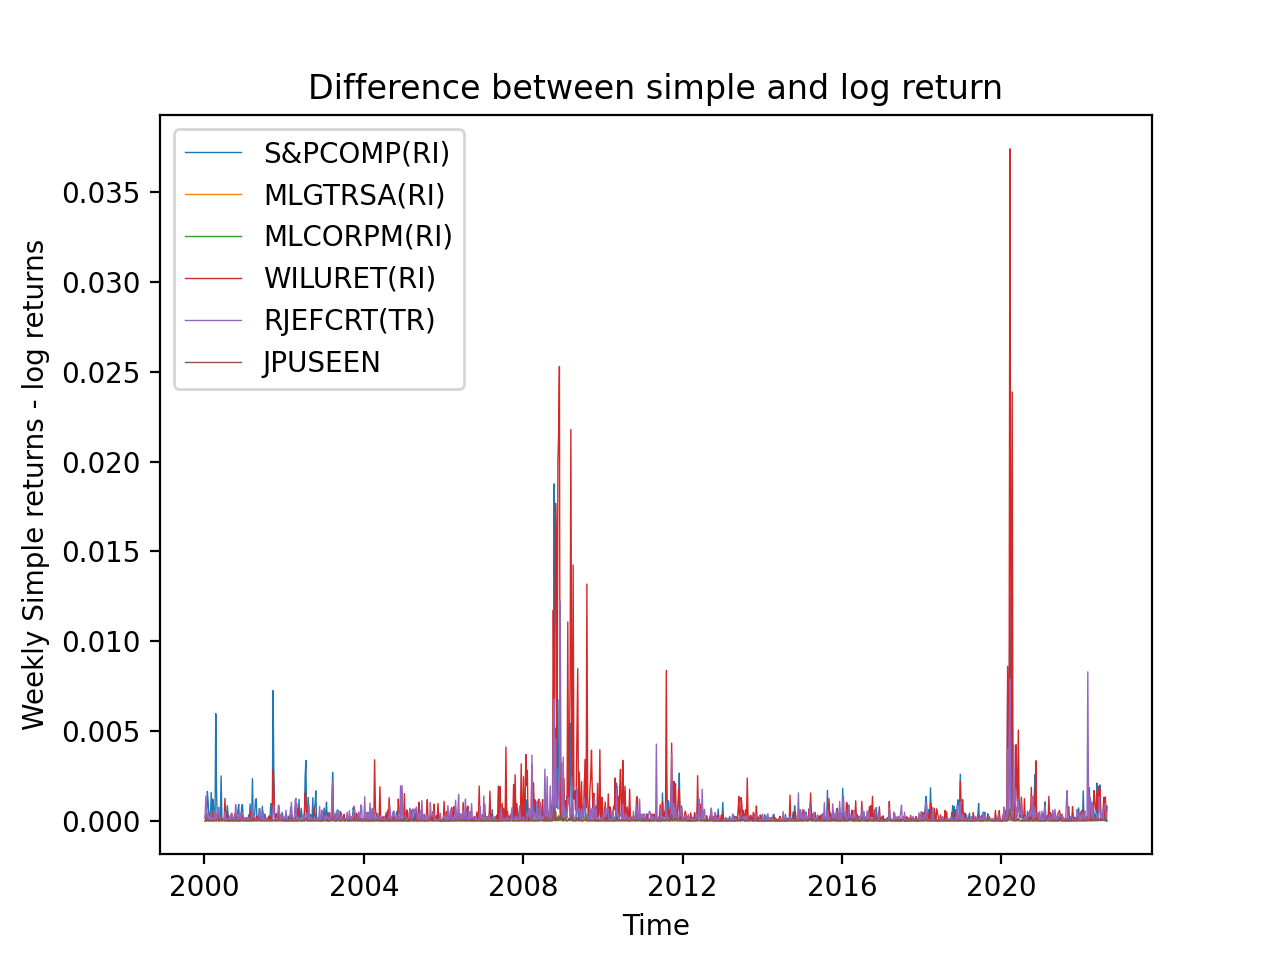 Difference between simple and log return
S&PCOMP(RI)
MLGTRSA(RI)
MLCORPM(RI)
WILURET(RI)
RJEFCRT(TR)
JPUSEEN
Weekly Simple returns - log returns
0.035
0.030
0.025
0.020
0.015
0.010
0.005
0.000
2000 2004 2008 2012 2016 2020
Time